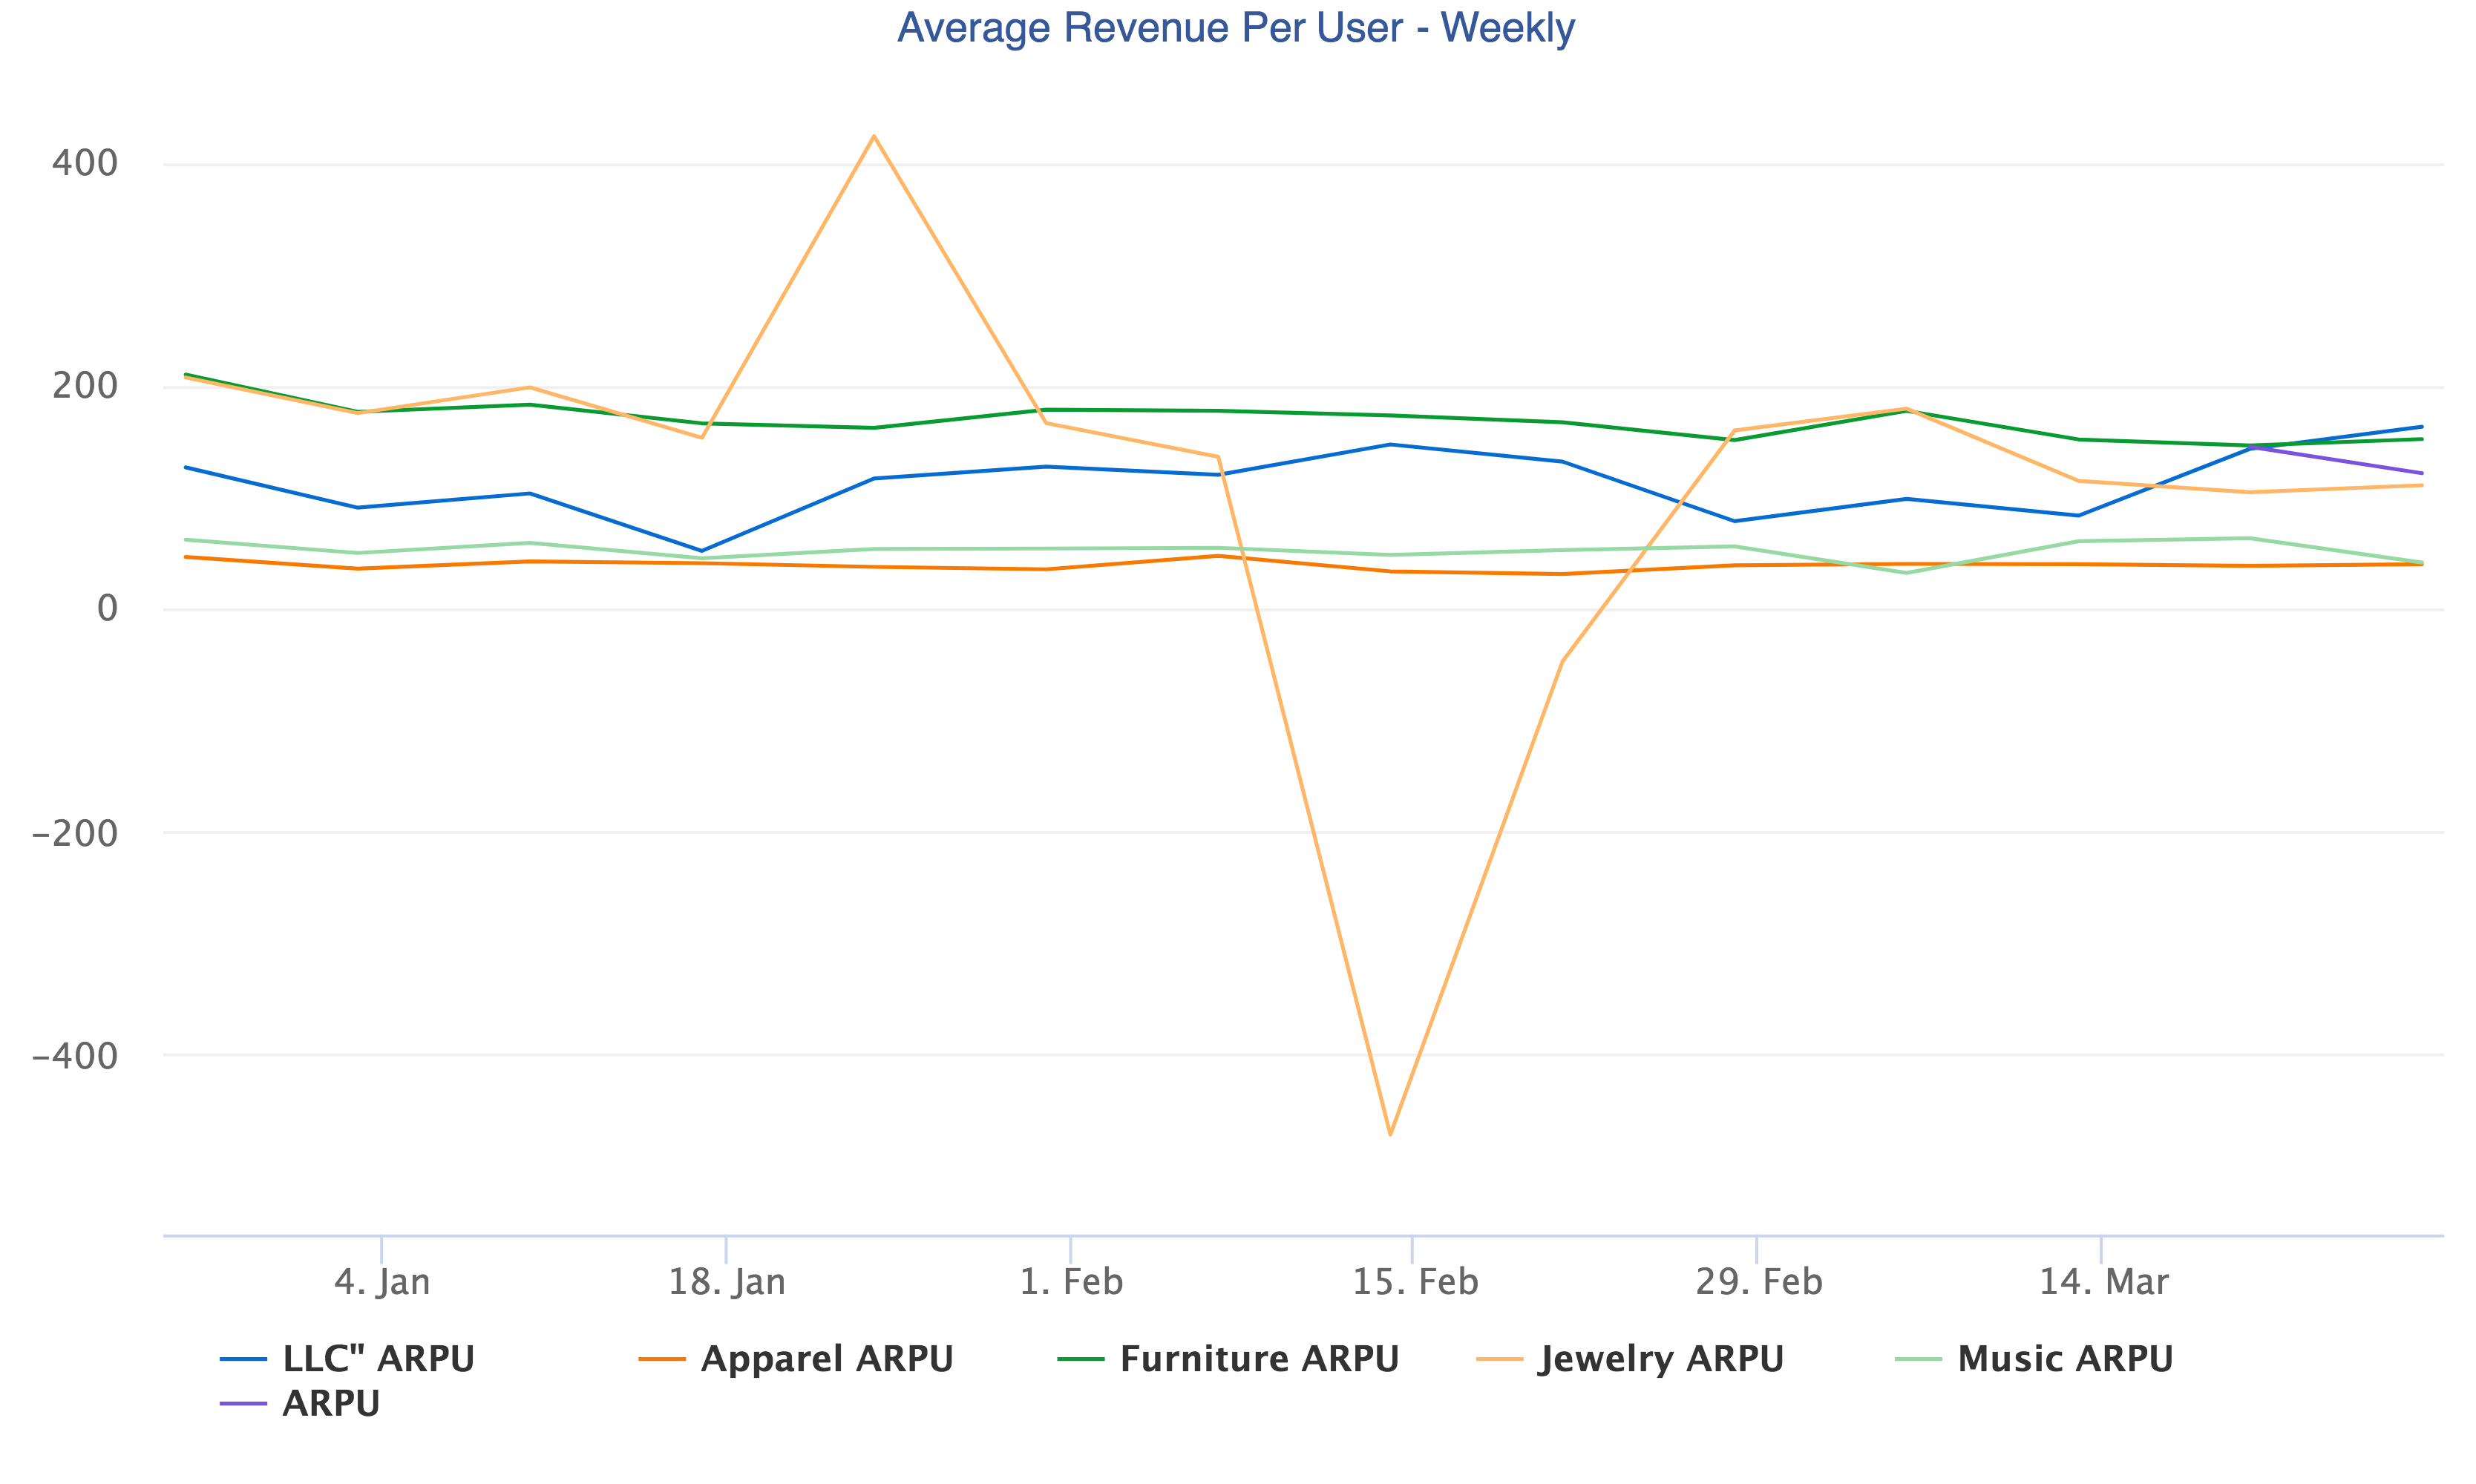 Average Revenue Per User - Weekly
400
200
0
−200
−400
4. Jan 18. Jan 1. Feb 15. Feb 29. Feb 14. Mar
LLC" ARPU Apparel ARPU Furniture ARPU Jewelry ARPU Music ARPU
ARPU